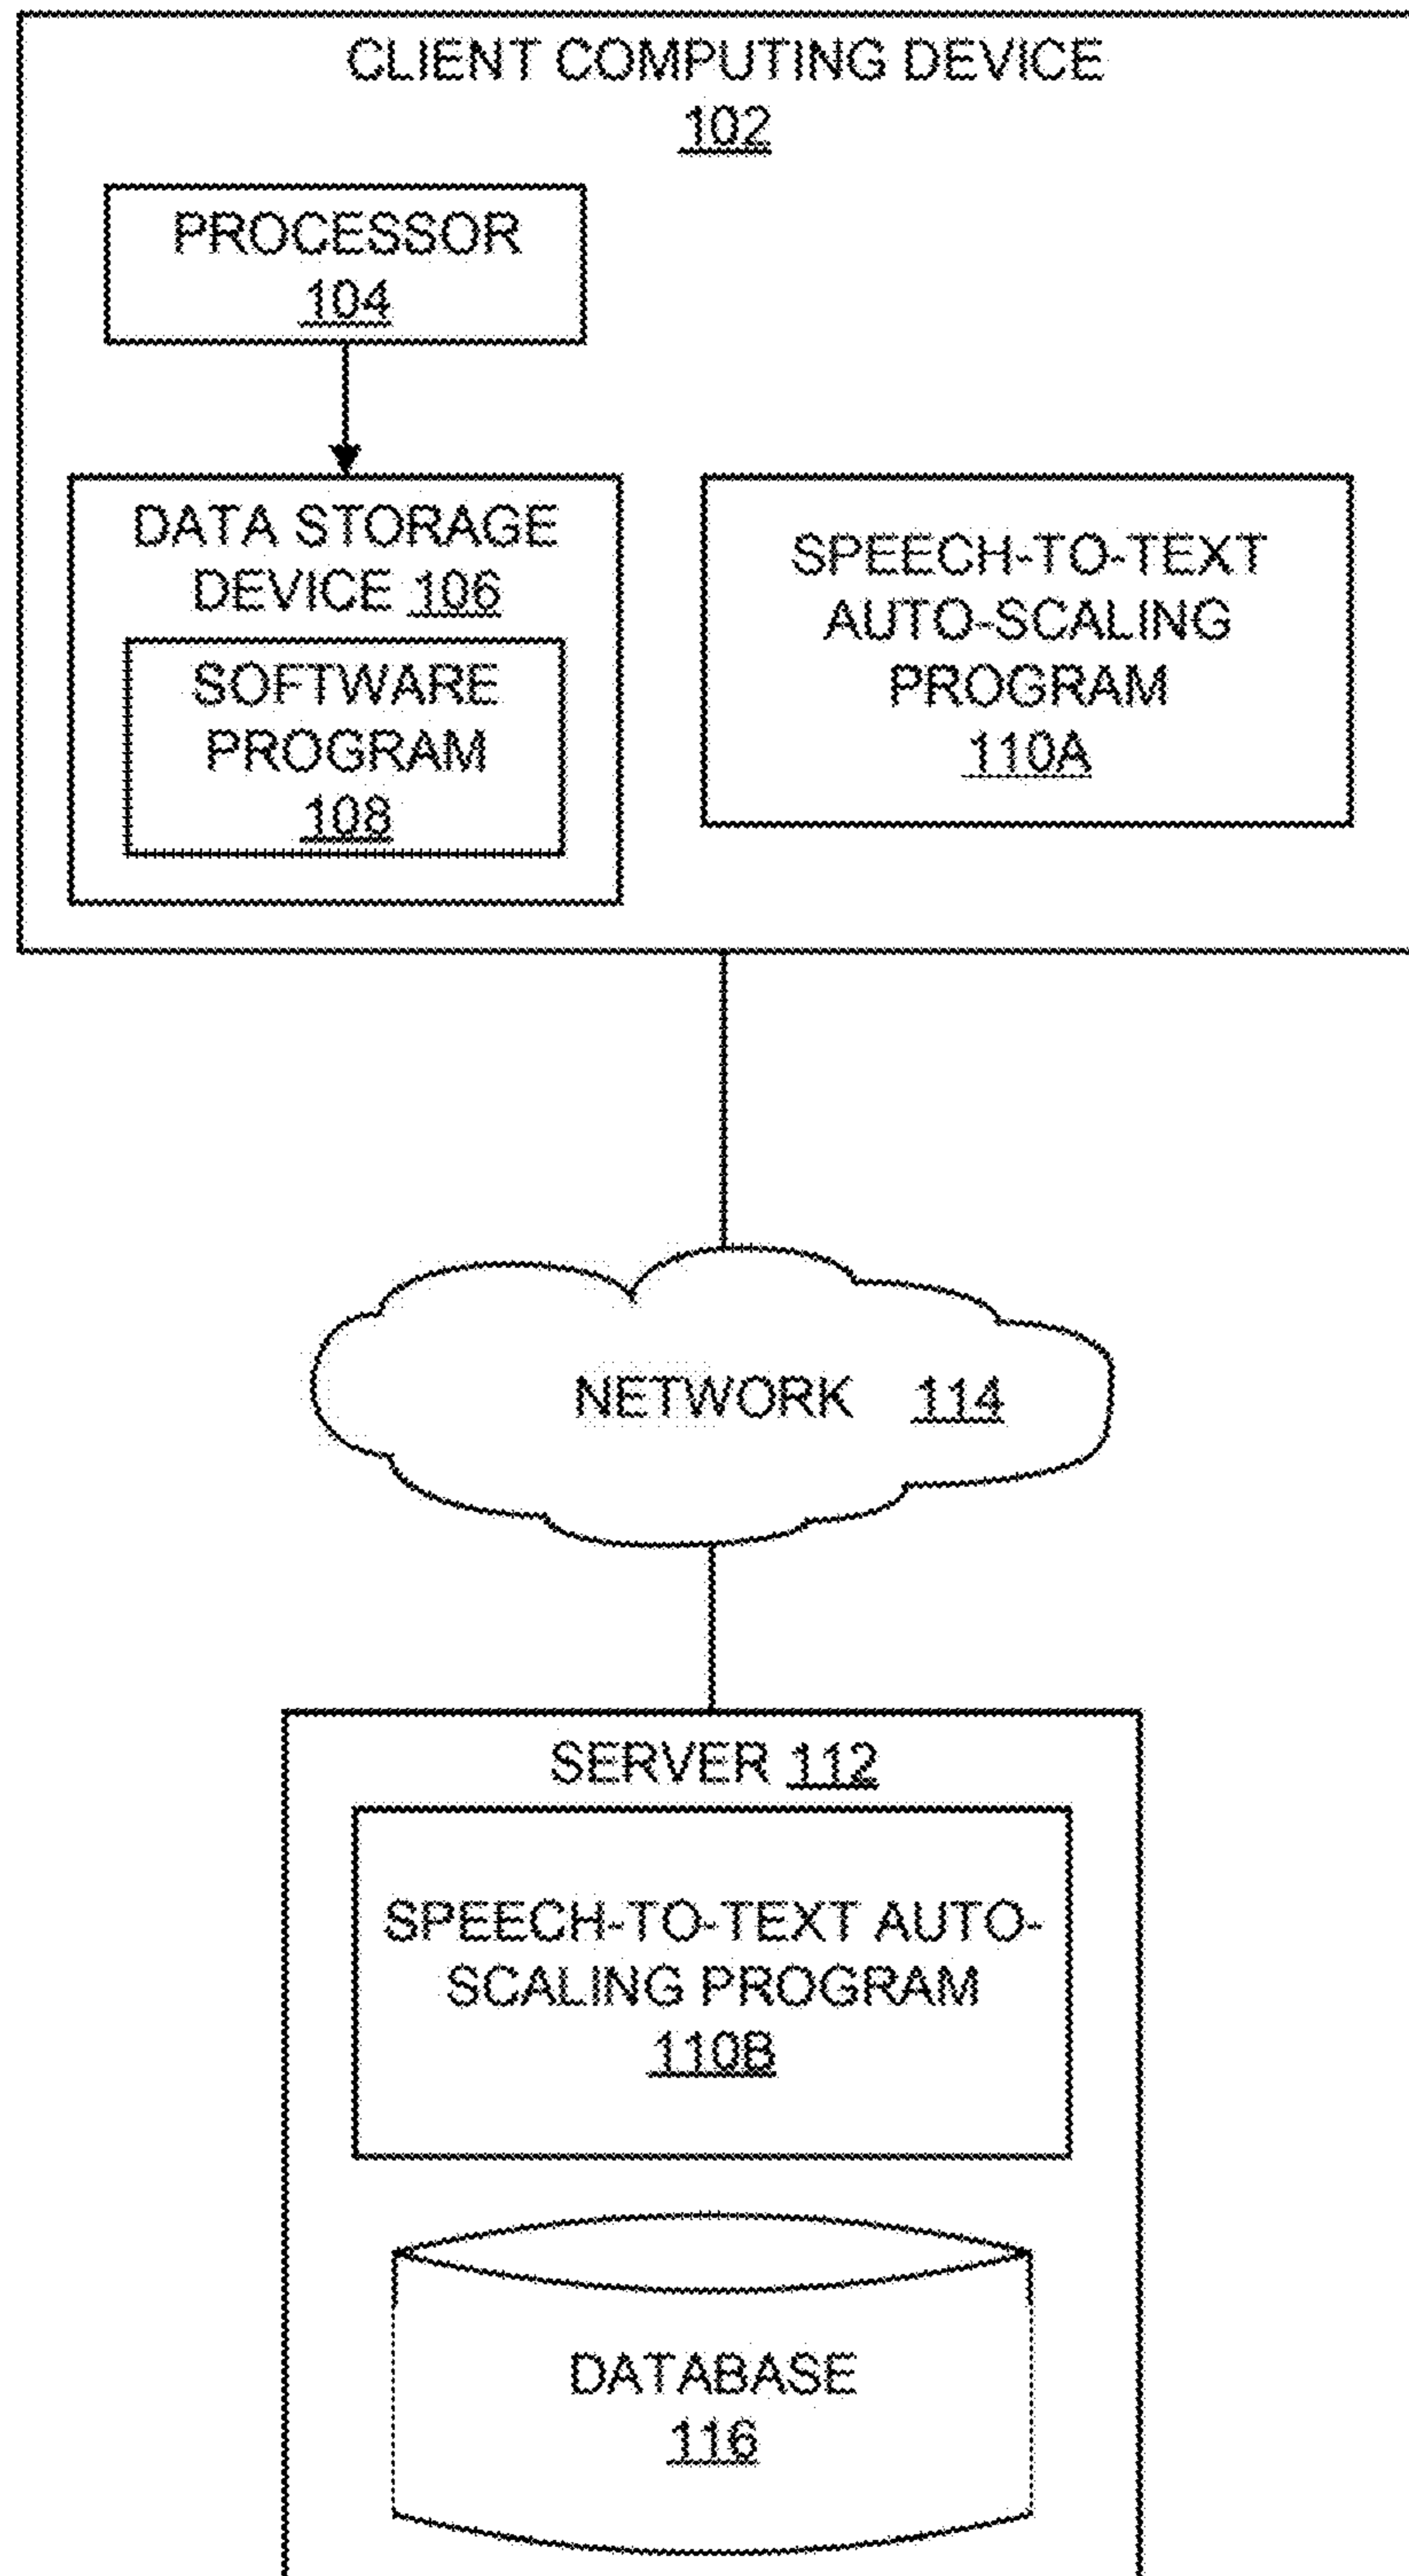 CLIENT COMPUTING DEVICE
102
PROCESSOR
104
DATA STORAGE
DEVICE 106
SOFTWARE
PROGRAM
108
SPEECH-TO-TEXT
AUTO-SCALING
PROGRAM
110A
NETWORK 114
SERVER 112
SPEECH-TO-TEXT AUTO-
SCALING PROGRAM
110B
DATABASE
116